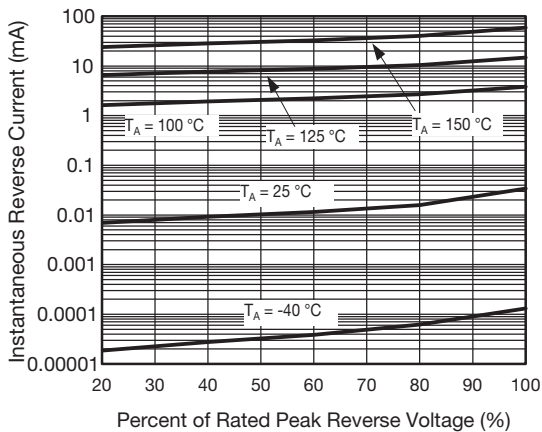 Instantaneous Reverse Current (mA)
100
10
1
0.1
0.01
0.001
0.0001
0.00001
T_A = 100 °C
T_A = 125 °C
T_A = 150 °C
T_A = 25 °C
T_A = -40 °C
20 30 40 50 60 70 80 90 100
Percent of Rated Peak Reverse Voltage (%)